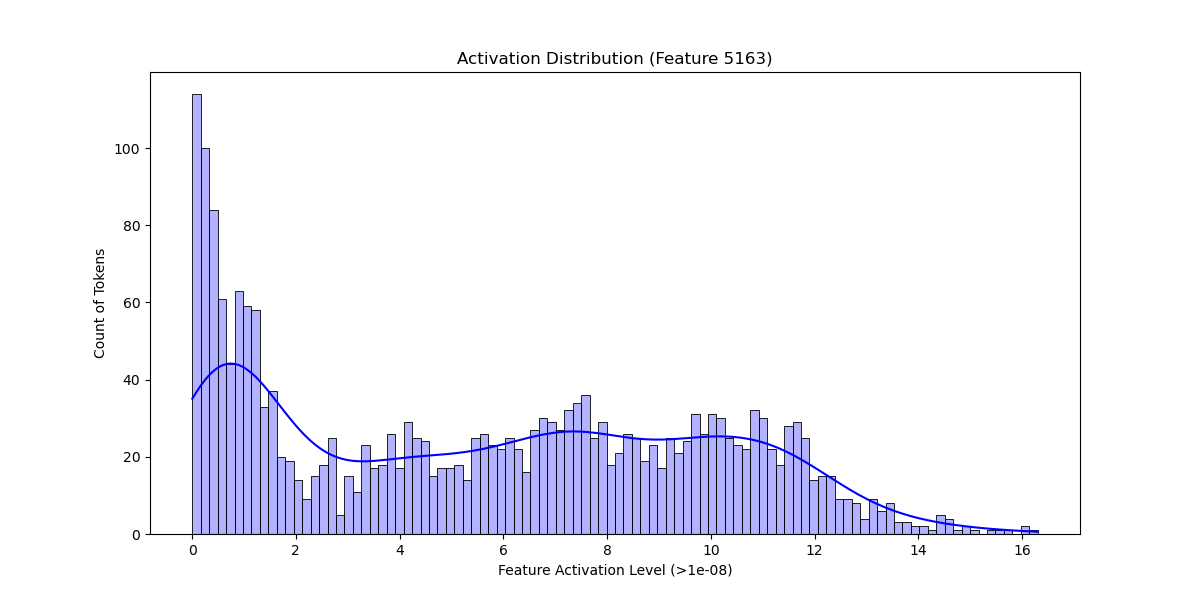 Activation Distribution (Feature 5163)
Count of Tokens
100
80
60
40
20
0
0 2 4 6 8 10 12 14 16
Feature Activation Level (>1e-08)